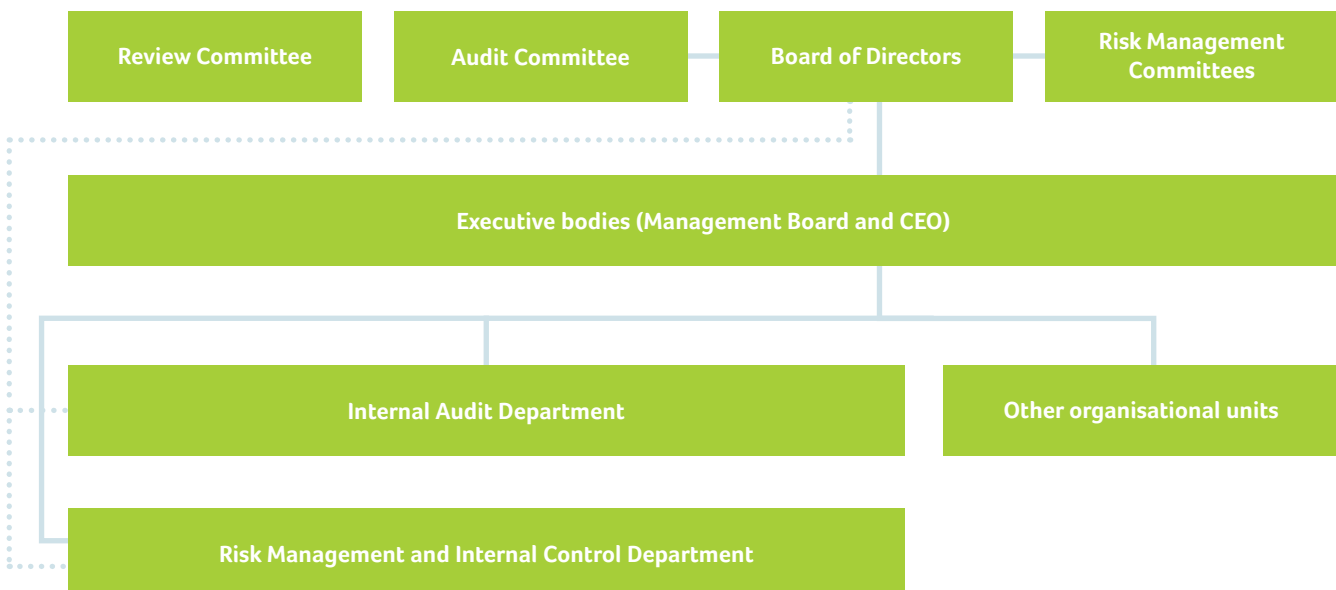 Review Committee
Audit Committee
Board of Directors
Risk Management
Committees
Executive bodies (Management Board and CEO)
Internal Audit Department
Other organisational units
Risk Management and Internal Control Department